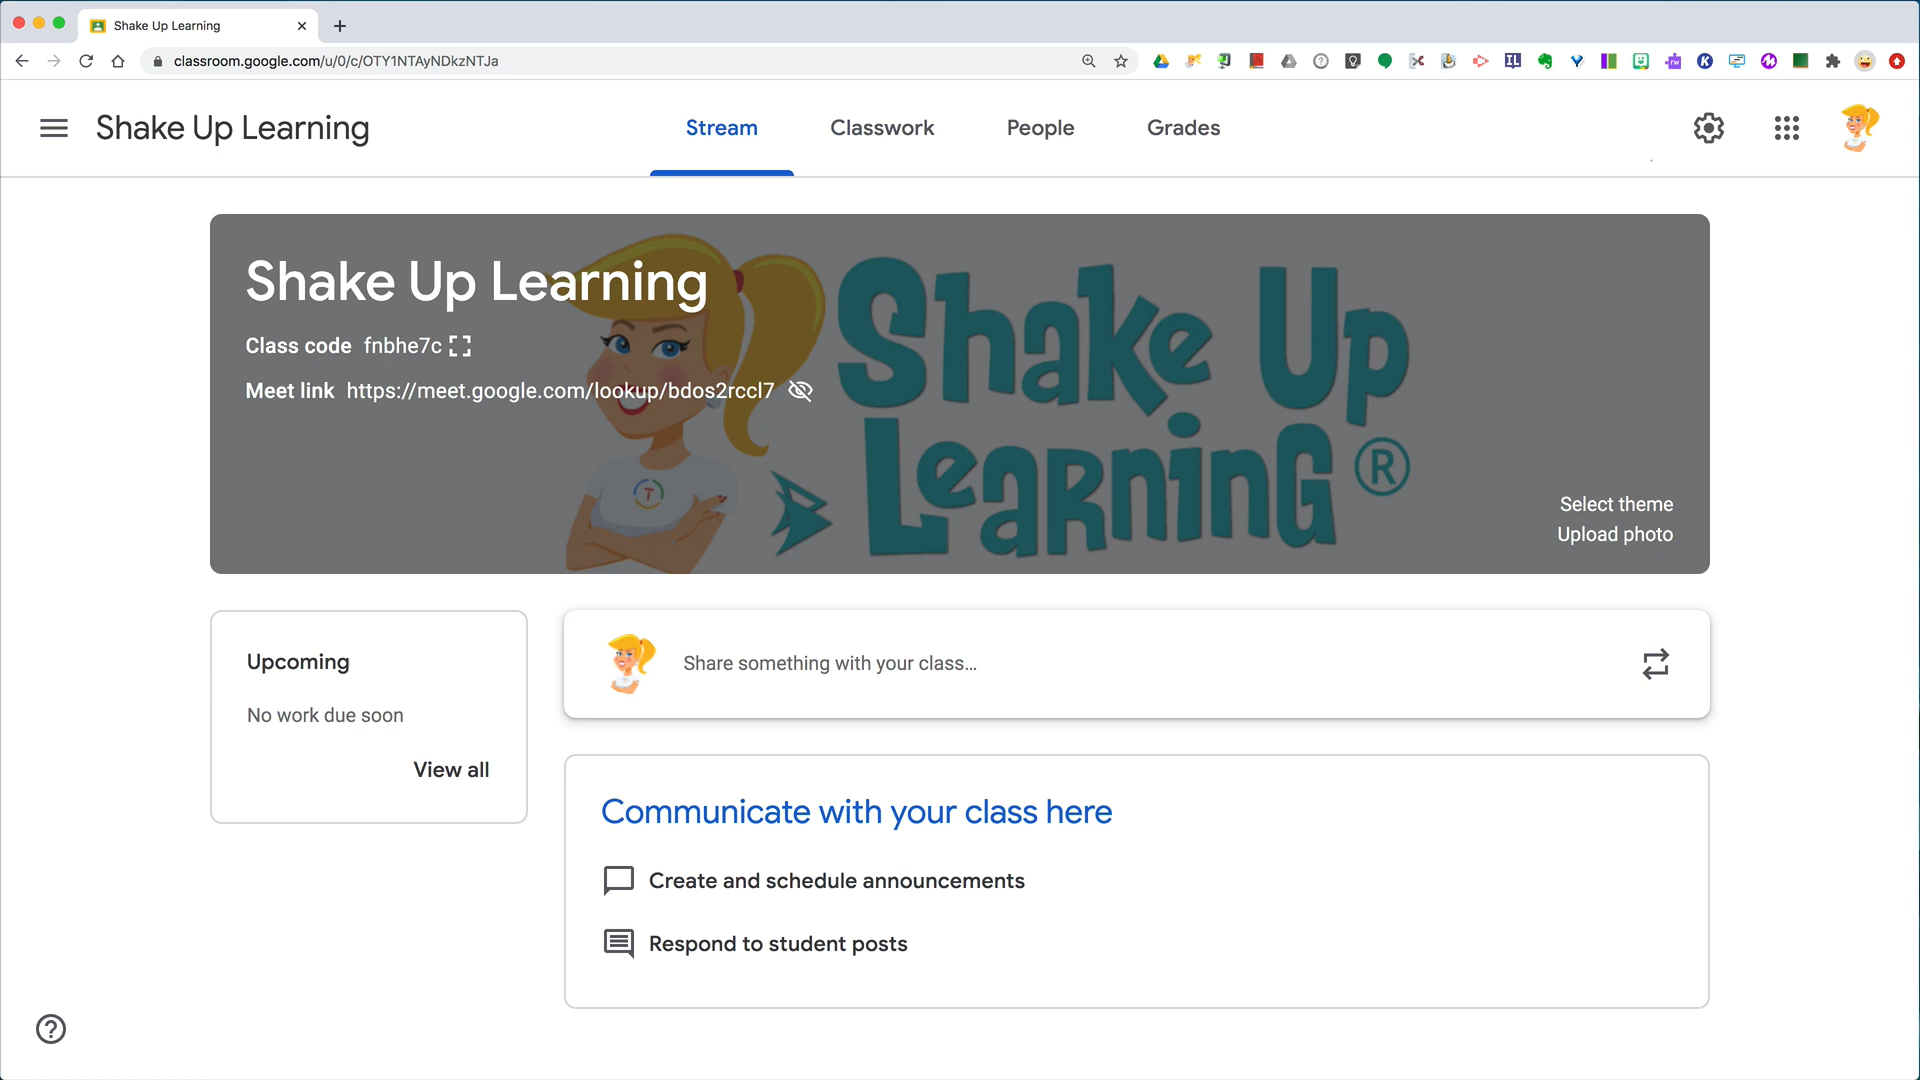 Shake Up Learning
classroom.google.com/u/0/c/OTY1NTAyNDkzNTJa
Shake Up Learning
Stream
Classwork
People
Grades
Shake Up Learning
Class code fnbhe7c
Meet link https://meet.google.com/lookup/bdos2rccl7
Shake Up
Learning ®
T
Select theme
Upload photo
Upcoming
No work due soon
View all
Share something with your class...
Communicate with your class here
Create and schedule announcements
Respond to student posts